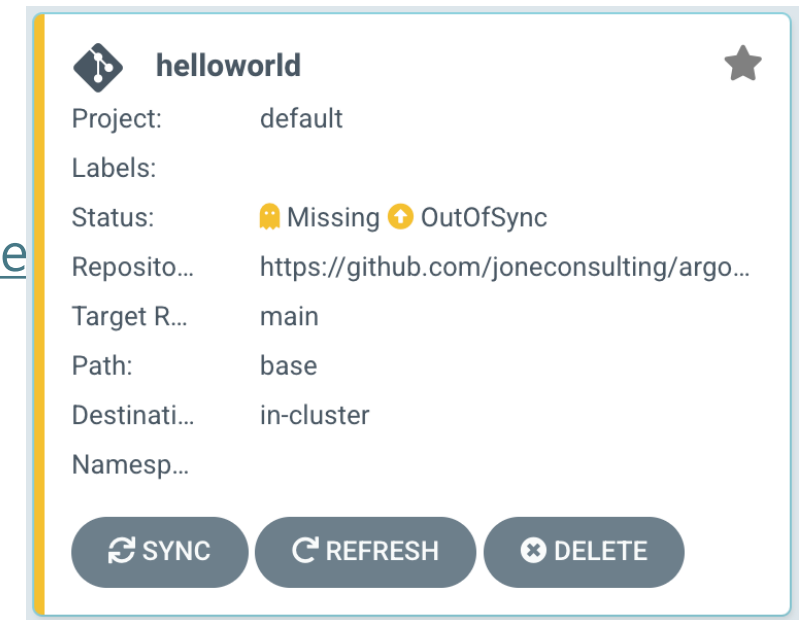 helloworld
Project: default
Labels:
Status: Missing OutOfSync
e
Reposito... https://github.com/joneconsulting/argo...
Target R... main
Path: base
Destinati... in-cluster
Namesp...
SYNC REFRESH DELETE